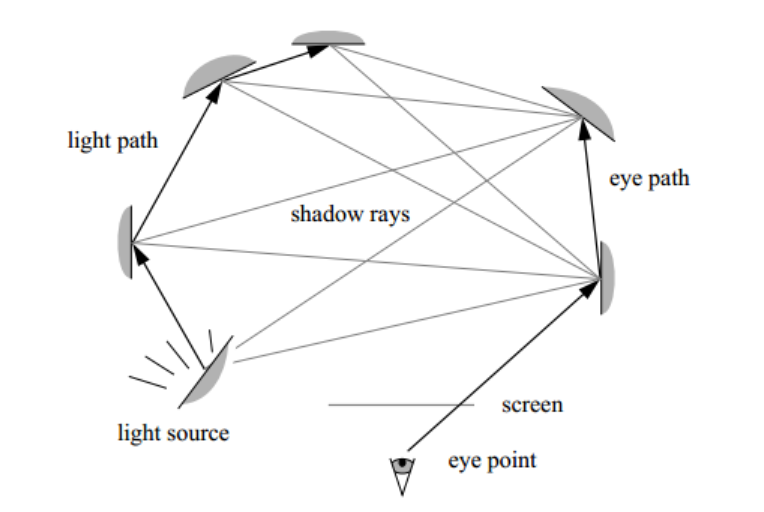 light path
eye path
shadow rays
screen
light source
eye point